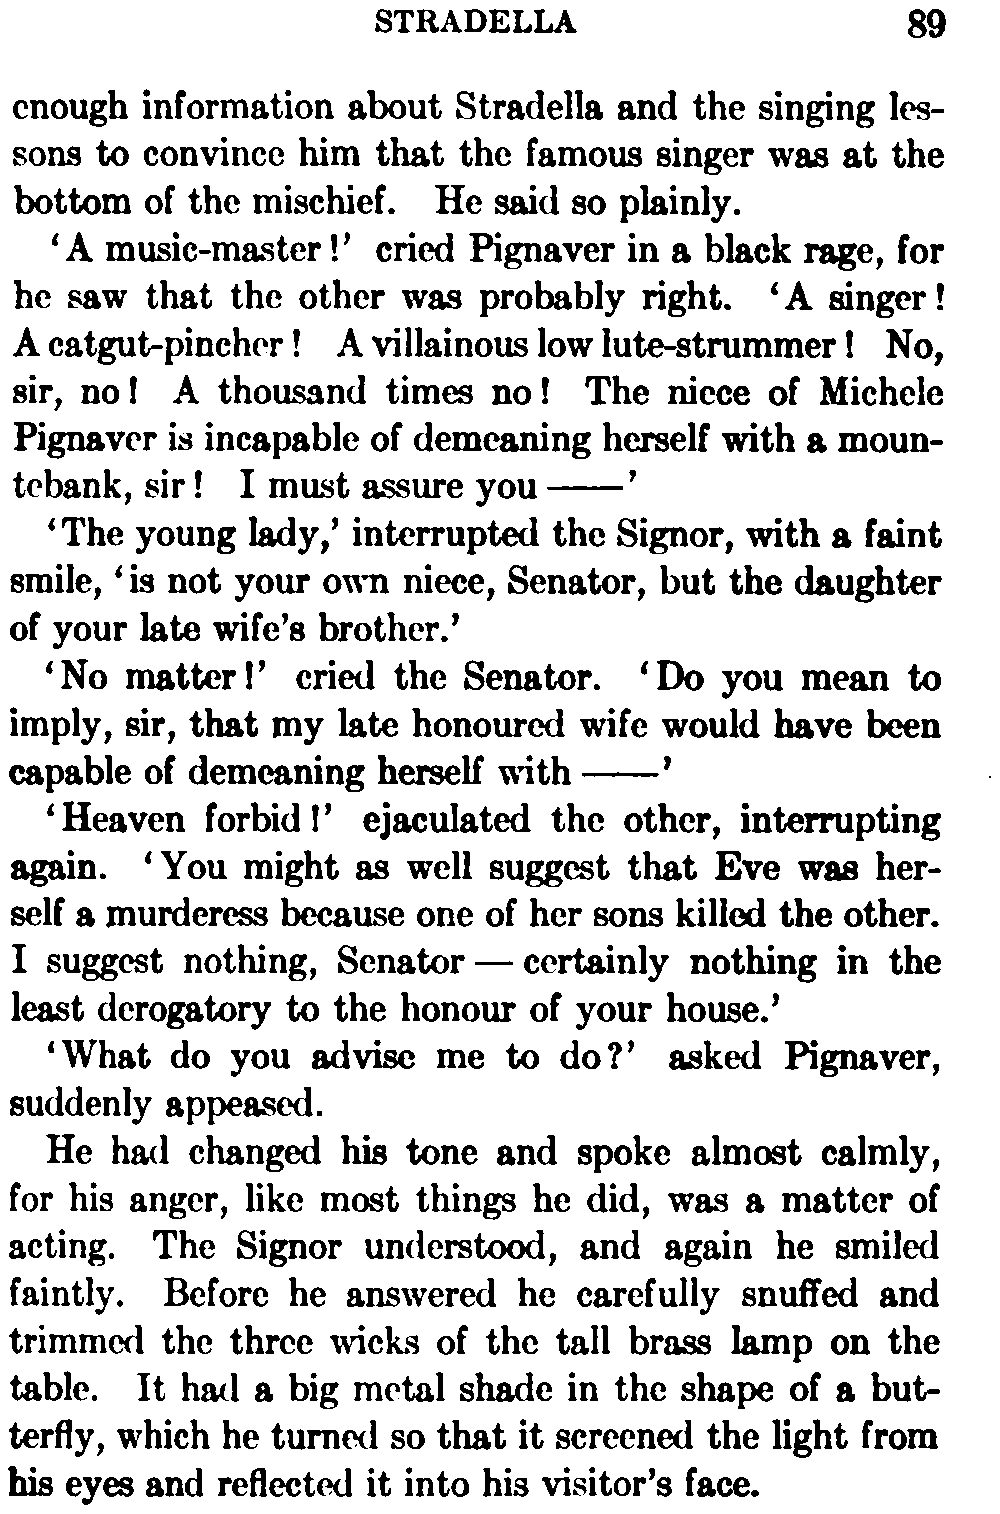 STRADELLA 89
enough information about Stradella and the singing les-
sons to convince him that the famous singer was at the
bottom of the mischief. He said so plainly.
‘A music-master!’ cried Pignaver in a black rage, for
he saw that the other was probably right. ‘A singer!
A catgut-pincher! A villainous low lute-strummer! No,
sir, no! A thousand times no! The niece of Michele
Pignaver is incapable of demeaning herself with a moun-
tebank, sir! I must assure you ——’
‘The young lady,’ interrupted the Signor, with a faint
smile, ‘is not your own niece, Senator, but the daughter
of your late wife’s brother.’
‘No matter!’ cried the Senator. ‘Do you mean to
imply, sir, that my late honoured wife would have been
capable of demeaning herself with ——’
‘Heaven forbid!’ ejaculated the other, interrupting
again. ‘You might as well suggest that Eve was her-
self a murderess because one of her sons killed the other.
I suggest nothing, Senator — certainly nothing in the
least derogatory to the honour of your house.’
‘What do you advise me to do?’ asked Pignaver,
suddenly appeased.
He had changed his tone and spoke almost calmly,
for his anger, like most things he did, was a matter of
acting. The Signor understood, and again he smiled
faintly. Before he answered he carefully snuffed and
trimmed the three wicks of the tall brass lamp on the
table. It had a big metal shade in the shape of a but-
terfly, which he turned so that it screened the light from
his eyes and reflected it into his visitor’s face.